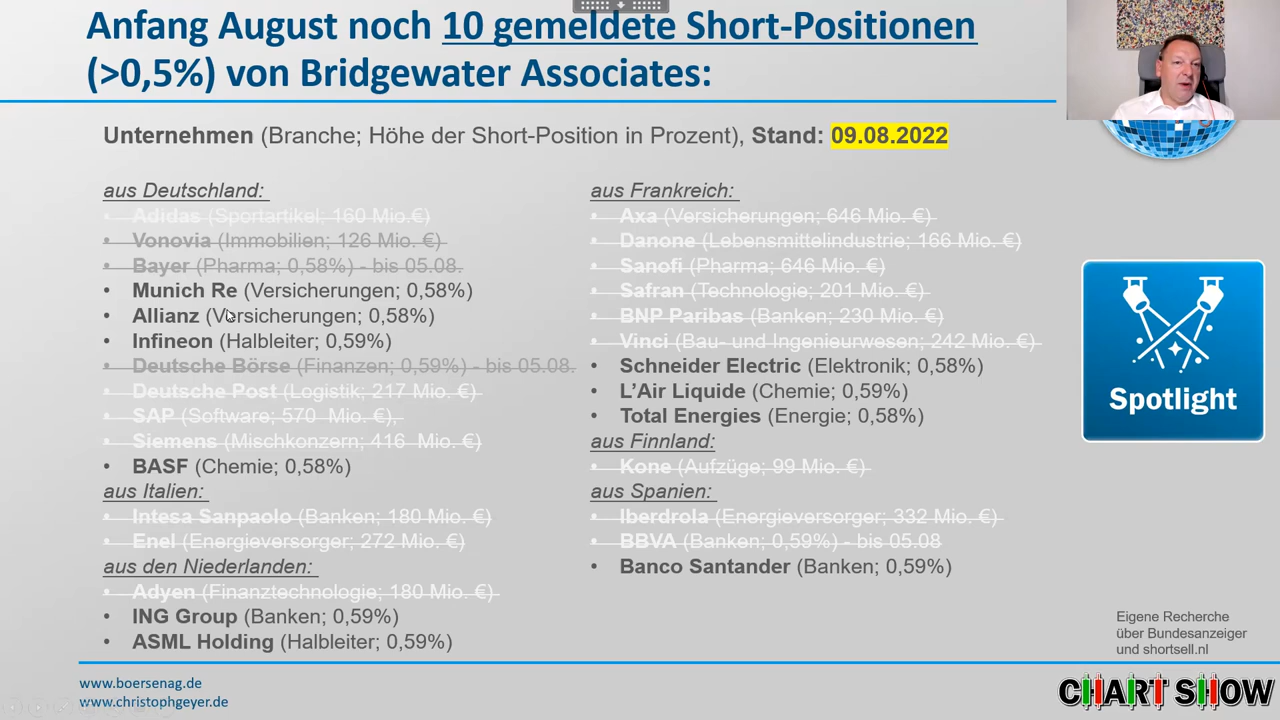 Anfang August noch 10 gemeldete Short-Positionen
(>0,5%) von Bridgewater Associates:
Unternehmen (Branche; Höhe der Short-Position in Prozent), Stand: 09.08.2022
aus Deutschland:
• Adidas (Sportartikel; 160 Mio.€)
• Vonovia (Immobilien; 126 Mio. €)
• Bayer (Pharma; 0,58%) - bis 05.08.
• Munich Re (Versicherungen; 0,58%)
• Allianz (Versicherungen; 0,58%)
• Infineon (Halbleiter; 0,59%)
• Deutsche Börse (Finanzen; 0,59%) - bis 05.08.
• Deutsche Post (Logistik; 217 Mio. €)
• SAP (Software; 570 Mio. €),
• Siemens (Mischkonzern; 416 Mio. €)
• BASF (Chemie; 0,58%)
aus Italien:
• Intesa Sanpaolo (Banken; 180 Mio. €)
• Enel (Energieversorger; 272 Mio. €)
aus den Niederlanden:
• Adyen (Finanztechnologie; 180 Mio. €)
• ING Group (Banken; 0,59%)
• ASML Holding (Halbleiter; 0,59%)
aus Frankreich:
• Axa (Versicherungen; 646 Mio. €)
• Danone (Lebensmittelindustrie; 166 Mio. €)
• Sanofi (Pharma; 646 Mio. €)
• Safran (Technologie; 201 Mio. €)
• BNP Paribas (Banken; 230 Mio. €)
• Vinci (Bau- und Ingenieurwesen; 242 Mio. €)
• Schneider Electric (Elektronik; 0,58%)
• L'Air Liquide (Chemie; 0,59%)
• Total Energies (Energie; 0,58%)
aus Finnland:
• Kone (Aufzüge; 99 Mio. €)
aus Spanien:
• Iberdrola (Energieversorger; 332 Mio. €)
• BBVA (Banken; 0,59%) - bis 05.08
• Banco Santander (Banken; 0,59%)
Spotlight
Eigene Recherche
über Bundesanzeiger
und shortsell.nl
www.boersenag.de
www.christophgeyer.de
CHART SHOW